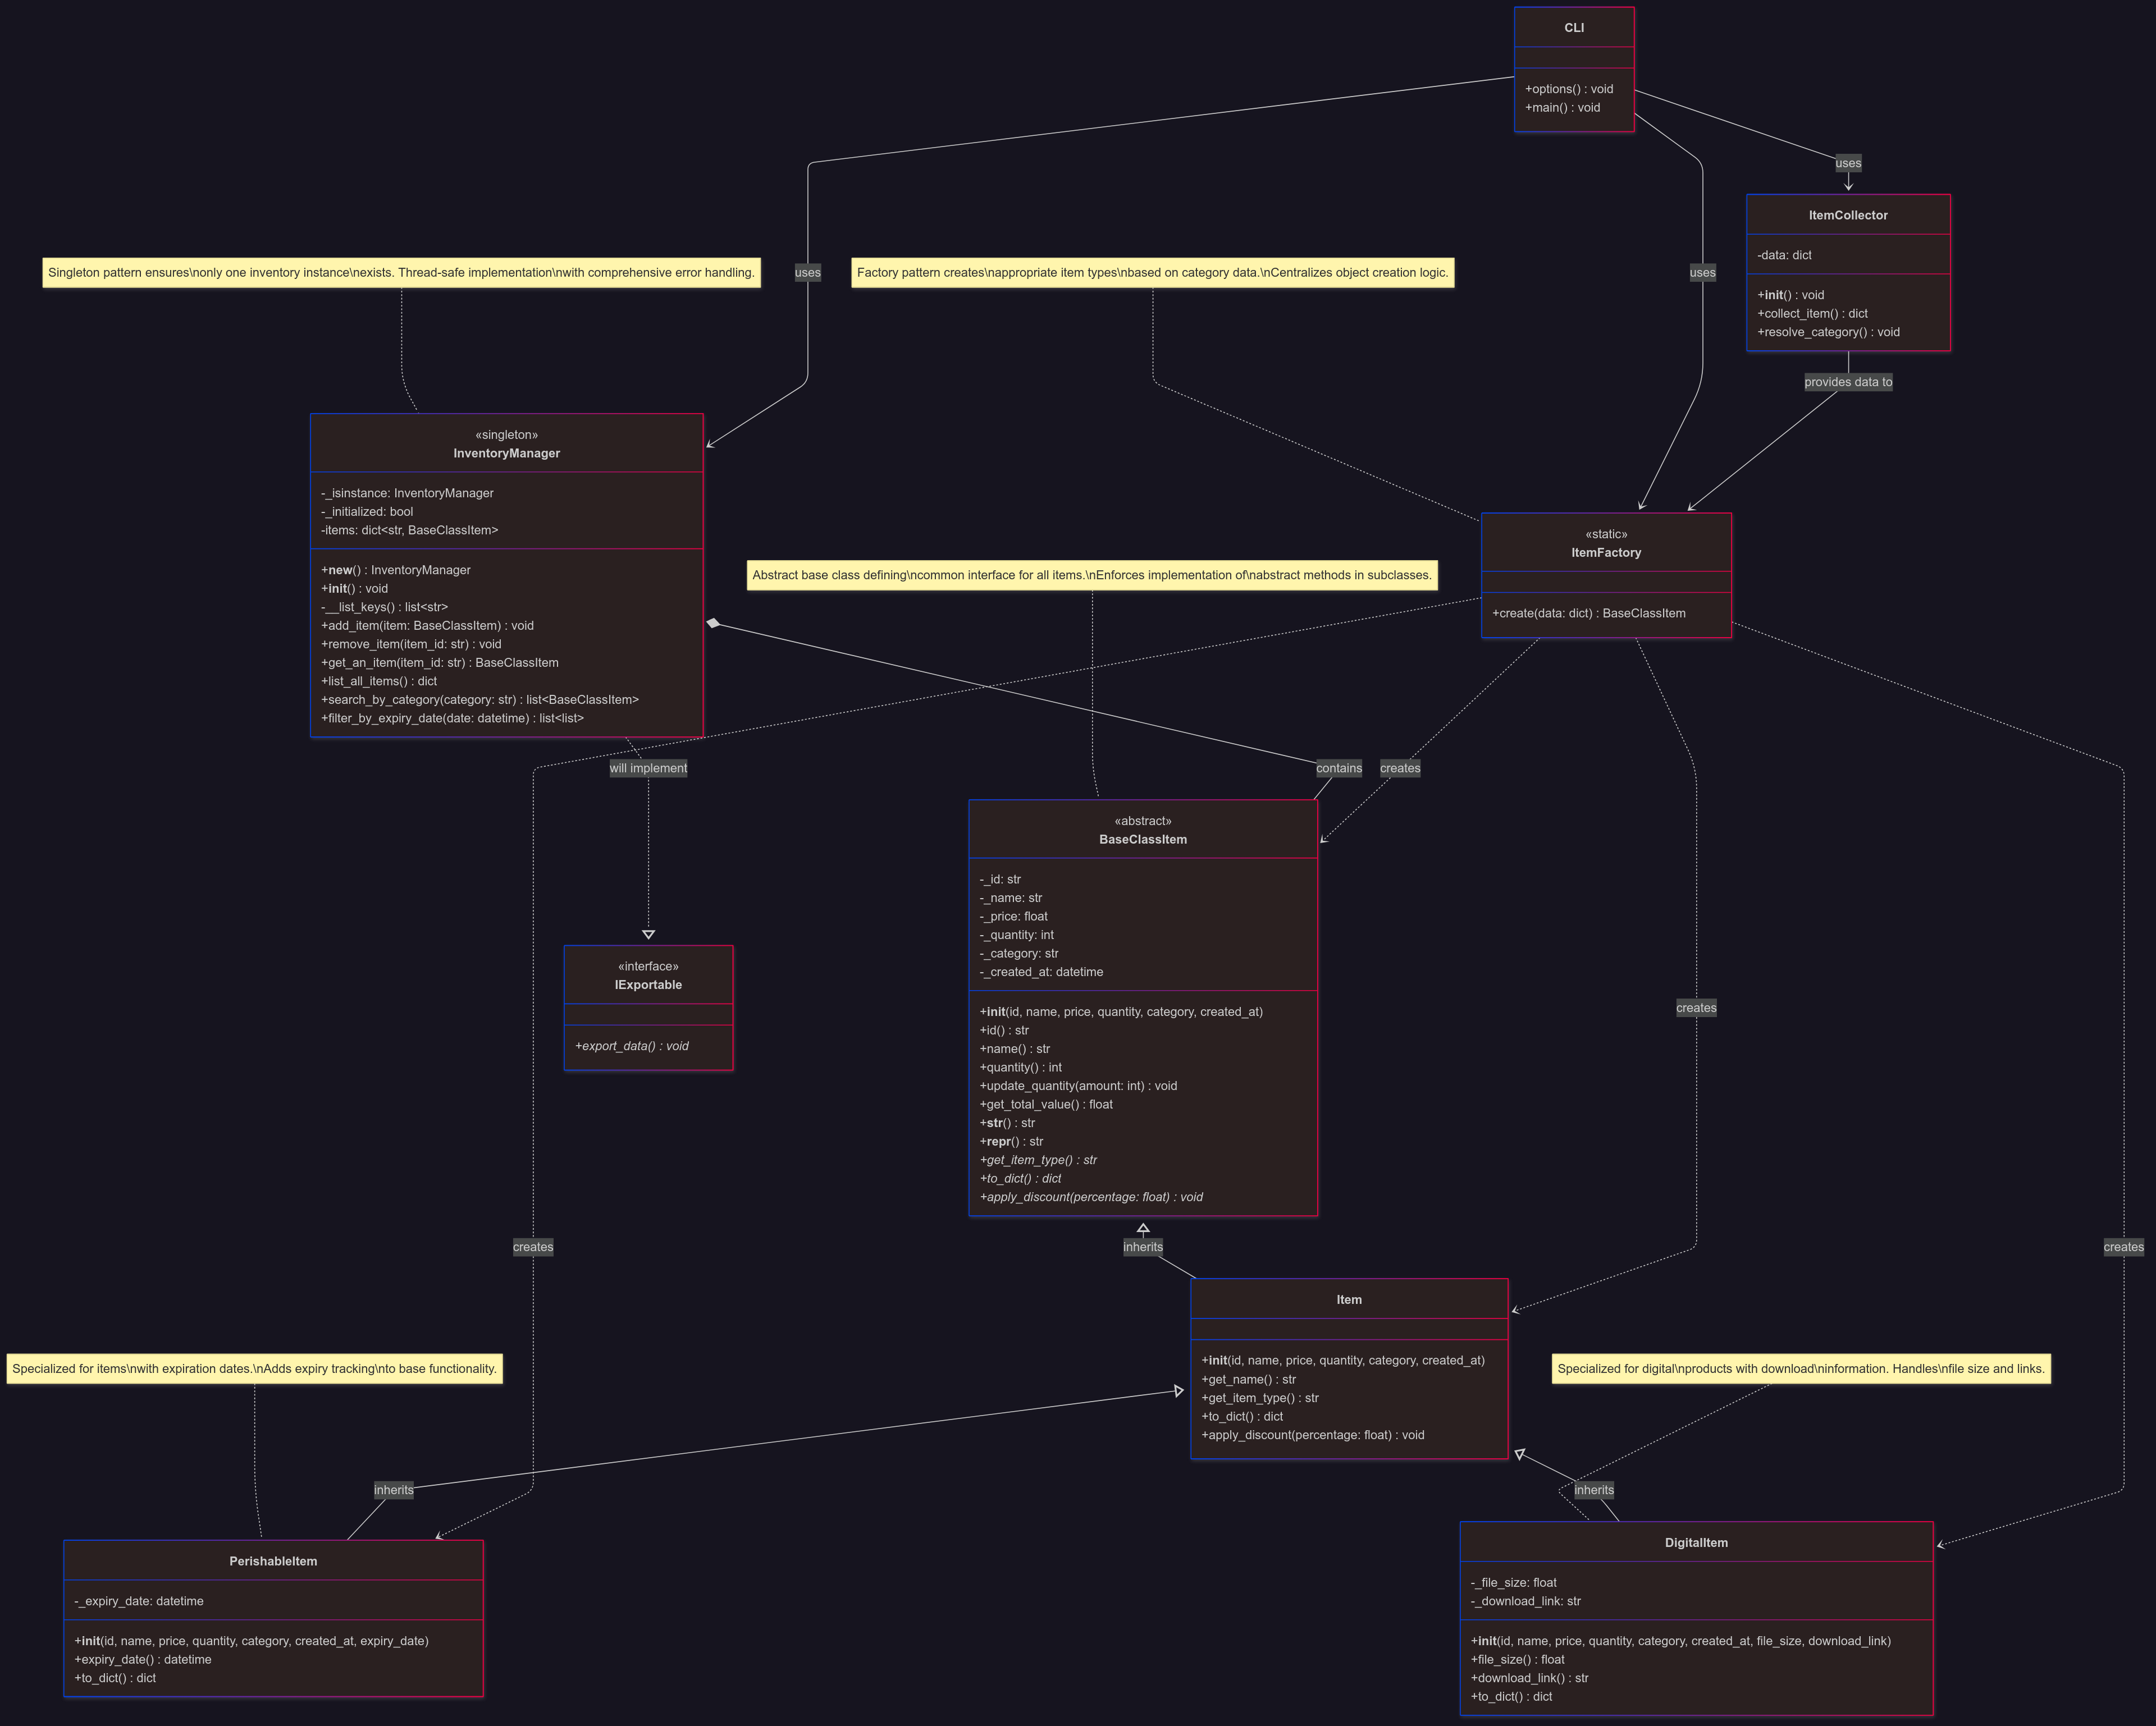 CLI
+options() : void
+main() : void
uses
ItemCollector
-data: dict
+init() : void
+collect_item() : dict
+resolve_category() : void
Singleton pattern ensures\nonly one inventory instance\nexists. Thread-safe implementation\nwith comprehensive error handling.
uses
Factory pattern creates\nappropriate item types\nbased on category data.\nCentralizes object creation logic.
uses
provides data to
«singleton»
InventoryManager
-_isinstance: InventoryManager
-_initialized: bool
-items: dict<str, BaseClassItem>
+new() : InventoryManager
+init() : void
-__list_keys() : list<str>
+add_item(item: BaseClassItem) : void
+remove_item(item_id: str) : void
+get_an_item(item_id: str) : BaseClassItem
+list_all_items() : dict
+search_by_category(category: str) : list<BaseClassItem>
+filter_by_expiry_date(date: datetime) : list<list>
«static»
ItemFactory
+create(data: dict) : BaseClassItem
Abstract base class defining\ncommon interface for all items.\nEnforces implementation of\nabstract methods in subclasses.
will implement
contains
creates
«abstract»
BaseClassItem
-_id: str
-_name: str
-_price: float
-_quantity: int
-_category: str
-_created_at: datetime
+init(id, name, price, quantity, category, created_at)
+id() : str
+name() : str
+quantity() : int
+update_quantity(amount: int) : void
+get_total_value() : float
+str() : str
+repr() : str
+get_item_type() : str
+to_dict() : dict
+apply_discount(percentage: float) : void
«interface»
IExportable
+export_data() : void
creates
creates
inherits
creates
Item
+init(id, name, price, quantity, category, created_at)
+get_name() : str
+get_item_type() : str
+to_dict() : dict
+apply_discount(percentage: float) : void
Specialized for items\nwith expiration dates.\nAdds expiry tracking\nto base functionality.
Specialized for digital\nproducts with download\ninformation. Handles\nfile size and links.
inherits
inherits
PerishableItem
-_expiry_date: datetime
+init(id, name, price, quantity, category, created_at, expiry_date)
+expiry_date() : datetime
+to_dict() : dict
DigitalItem
-_file_size: float
-_download_link: str
+init(id, name, price, quantity, category, created_at, file_size, download_link)
+file_size() : float
+download_link() : str
+to_dict() : dict